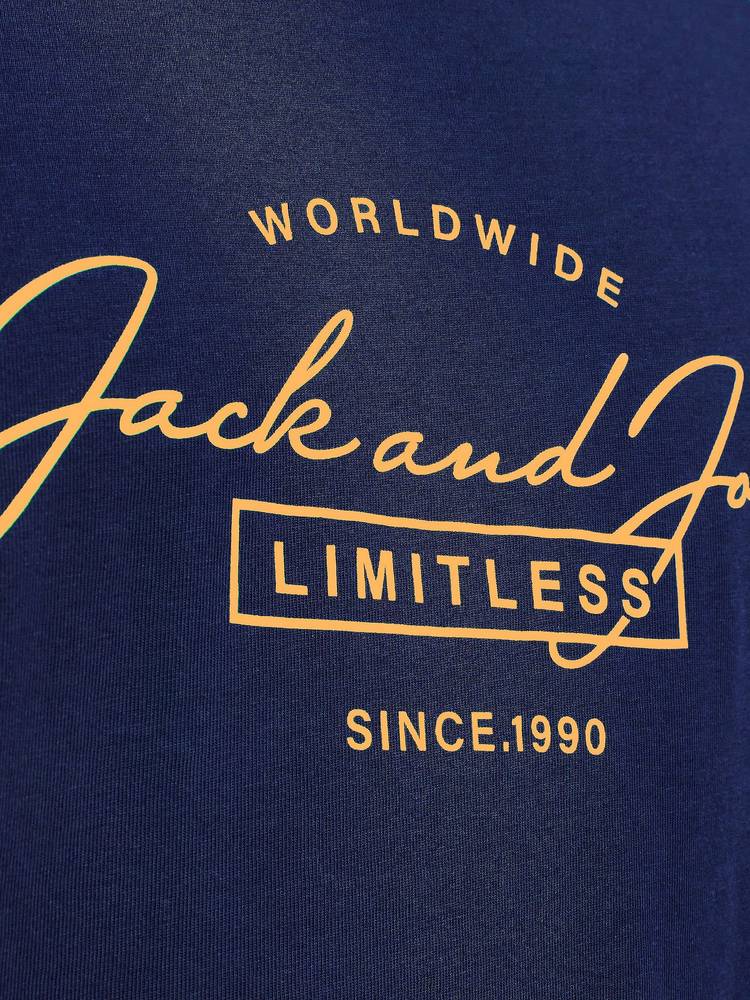 WORLDWIDE
Jack and
LIMITLESS
SINCE.1990